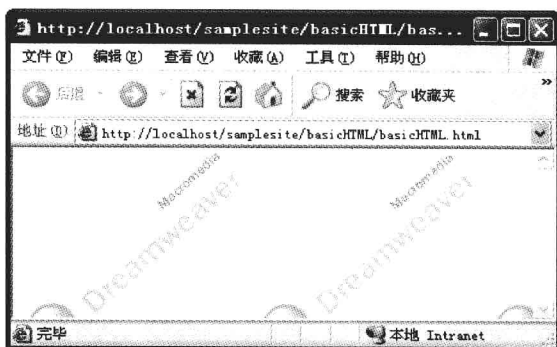 http://localhost/samplesite/basicHTML/bas...
文件(F) 编辑(E) 查看(V) 收藏(A) 工具(T) 帮助(H)
后退 搜索 收藏夹 »
地址(D) http://localhost/samplesite/basicHTML/basicHTML.html
Macromedia Macromedia
Dreamweaver Dreamweaver
完毕 本地 Intranet